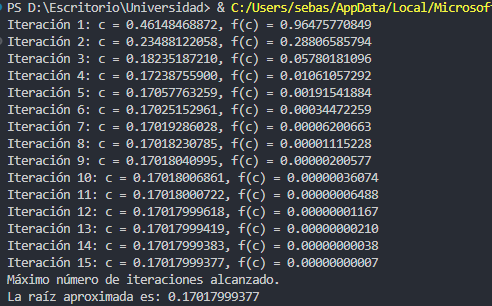 PS D:\Escritorio\Universidad> & C:/Users/sebas/AppData/Local/Microsof
Iteración 1: c = 0.46148468872, f(c) = 0.96475770849
Iteración 2: c = 0.23488122058, f(c) = 0.28806585794
Iteración 3: c = 0.18235187210, f(c) = 0.05780181096
Iteración 4: c = 0.17238755900, f(c) = 0.01061057292
Iteración 5: c = 0.17057763259, f(c) = 0.00191541884
Iteración 6: c = 0.17025152961, f(c) = 0.00034472259
Iteración 7: c = 0.17019286028, f(c) = 0.00006200663
Iteración 8: c = 0.17018230785, f(c) = 0.00001115228
Iteración 9: c = 0.17018040995, f(c) = 0.00000200577
Iteración 10: c = 0.17018006861, f(c) = 0.00000036074
Iteración 11: c = 0.17018000722, f(c) = 0.00000006488
Iteración 12: c = 0.17017999618, f(c) = 0.00000001167
Iteración 13: c = 0.17017999419, f(c) = 0.00000000210
Iteración 14: c = 0.17017999383, f(c) = 0.00000000038
Iteración 15: c = 0.17017999377, f(c) = 0.00000000007
Máximo número de iteraciones alcanzado.
La raíz aproximada es: 0.17017999377